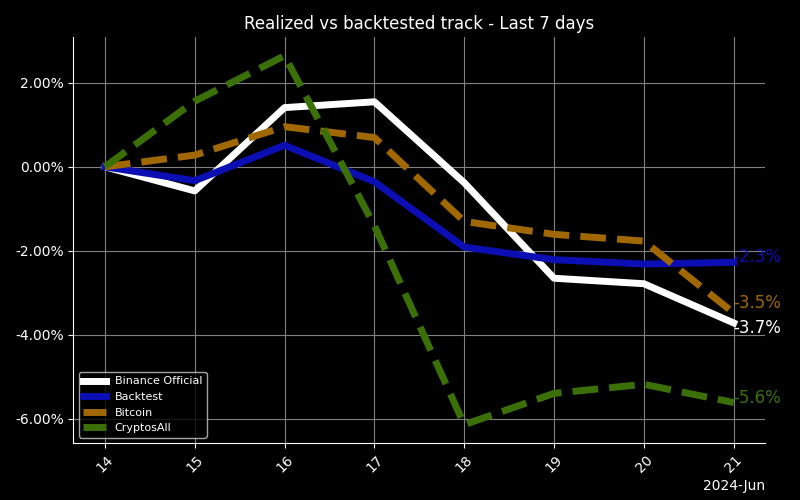 Realized vs backtested track - Last 7 days
2.00%
0.00%
-2.00%
-4.00%
-6.00%
-2.3%
-3.5%
-3.7%
-5.6%
Binance Official
Backtest
Bitcoin
CryptosAll
14
15
16
17
18
19
20
21
2024-Jun